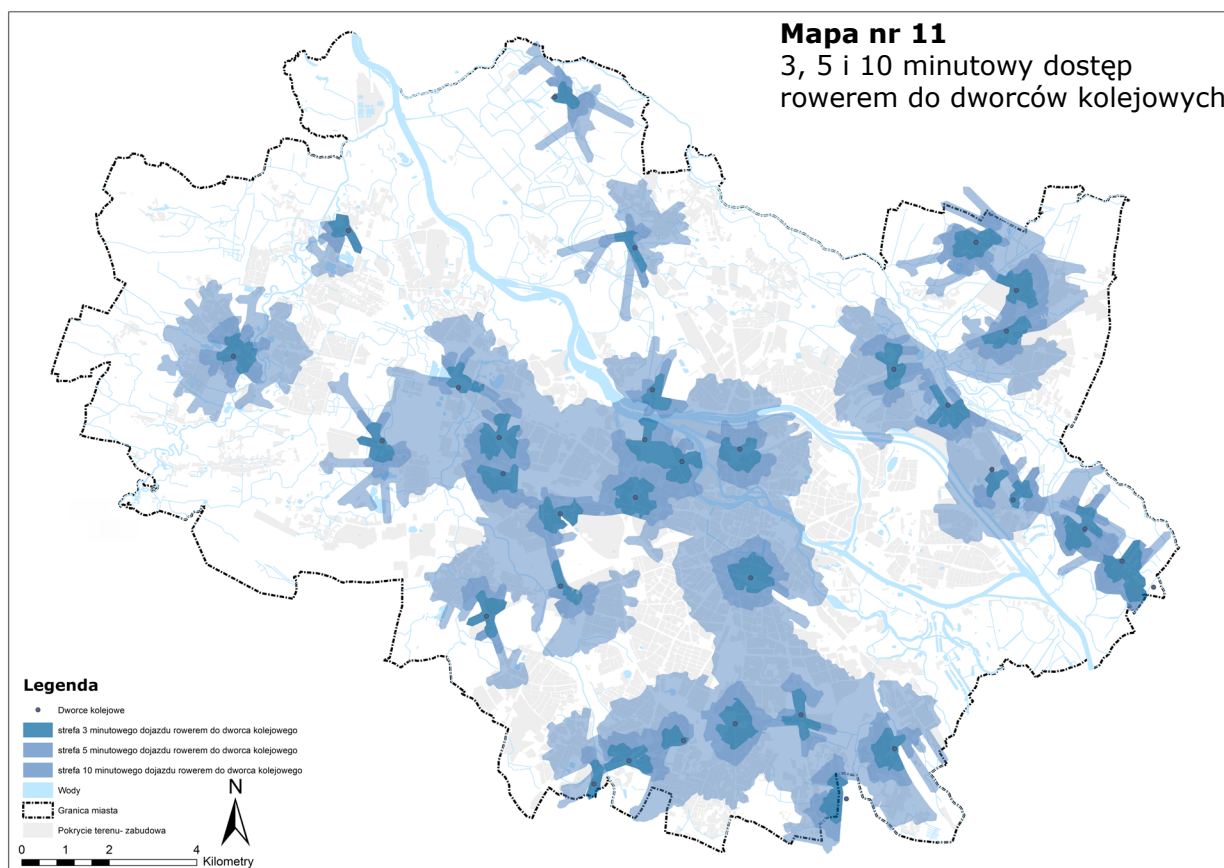 Mapa nr 11
3, 5 i 10 minutowy dostęp
rowerem do dworców kolejowych
Legenda
Dworce kolejowe
strefa 3 minutowego dojazdu rowerem do dworca kolejowego
strefa 5 minutowego dojazdu rowerem do dworca kolejowego
strefa 10 minutowego dojazdu rowerem do dworca kolejowego
Wody
Granica miasta
Pokrycie terenu- zabudowa
N
0 1 2 4
Kilometry